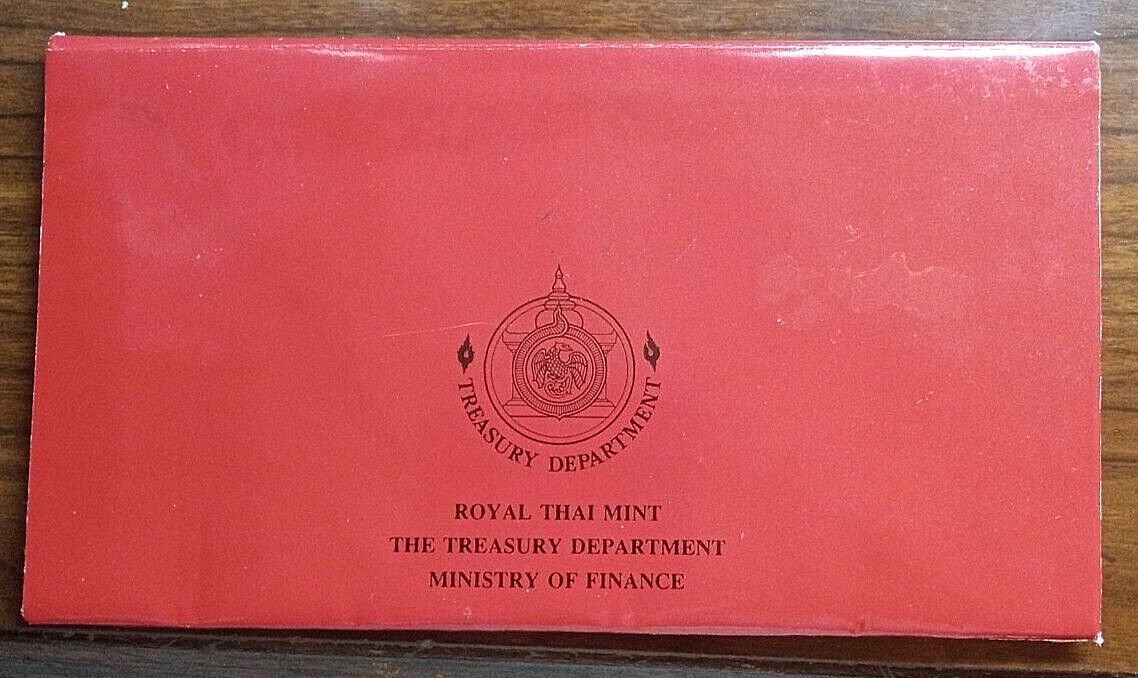 TREASURY DEPARTMENT
ROYAL THAI MINT
THE TREASURY DEPARTMENT
MINISTRY OF FINANCE